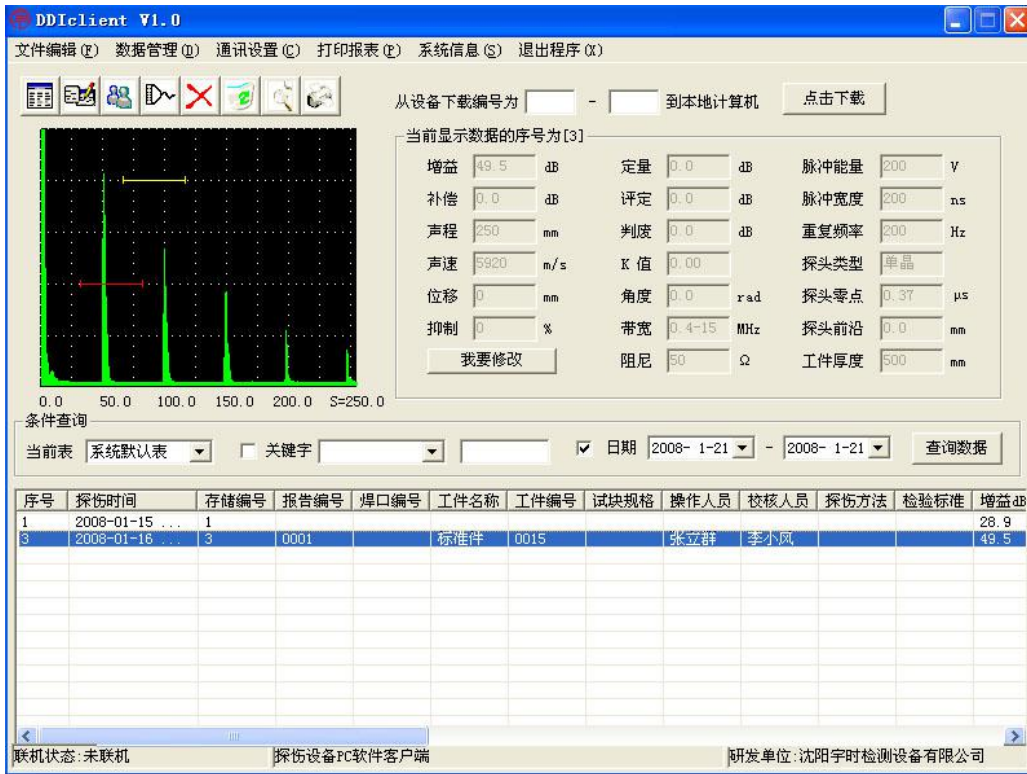 DDIclient V1.0
文件编辑(F) 数据管理(D) 通讯设置(C) 打印报表(P) 系统信息(S) 退出程序(X)
从设备下载编号为 - 到本地计算机 点击下载
当前显示数据的序号为[3]
增益 49.5 dB 定量 0.0 dB 脉冲能量 200 V
补偿 0.0 dB 评定 0.0 dB 脉冲宽度 200 ns
声程 250 mm 判废 0.0 dB 重复频率 200 Hz
声速 5920 m/s K 值 0.00 探头类型 单晶
位移 0 mm 角度 0.0 rad 探头零点 0.37 μs
抑制 0 % 带宽 0.4-15 MHz 探头前沿 0.0 mm
我要修改 阻尼 50 Ω 工件厚度 500 mm
0.0 50.0 100.0 150.0 200.0 S=250.0
条件查询
当前表 系统默认表 关键字 日期 2008- 1-21 - 2008- 1-21 查询数据
序号 探伤时间 存储编号 报告编号 焊口编号 工件名称 工件编号 试块规格 操作人员 校核人员 探伤方法 检验标准 增益dB
1 2008-01-15 ... 1 28.9
3 2008-01-16 ... 3 0001 标准件 0015 张立群 李小风 49.5
联机状态:未联机 探伤设备PC软件客户端 研发单位:沈阳宇时检测设备有限公司